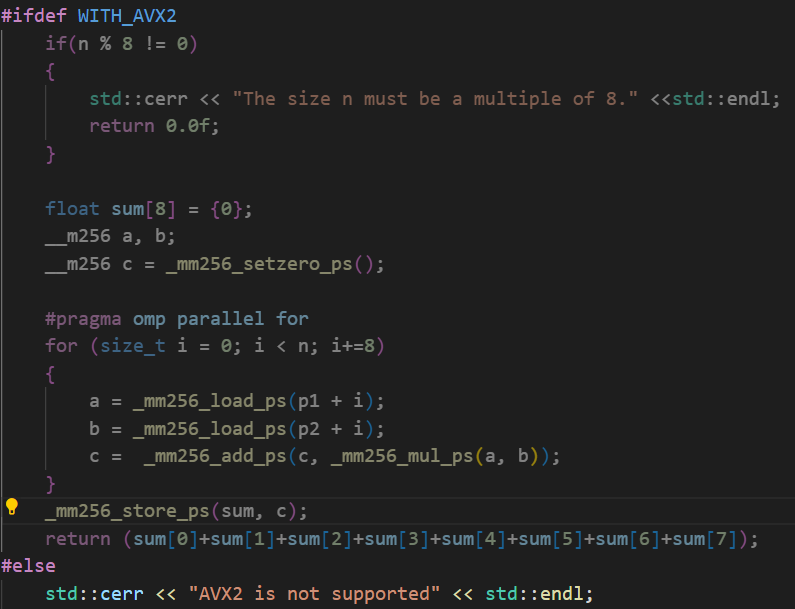 #ifdef WITH_AVX2
if(n % 8 != 0)
{
std::cerr << "The size n must be a multiple of 8." <<std::endl;
return 0.0f;
}
float sum[8] = {0};
__m256 a, b;
__m256 c = _mm256_setzero_ps();
#pragma omp parallel for
for (size_t i = 0; i < n; i+=8)
{
a = _mm256_load_ps(p1 + i);
b = _mm256_load_ps(p2 + i);
c =  _mm256_add_ps(c, _mm256_mul_ps(a, b));
}
_mm256_store_ps(sum, c);
return (sum[0]+sum[1]+sum[2]+sum[3]+sum[4]+sum[5]+sum[6]+sum[7]);
#else
std::cerr << "AVX2 is not supported" << std::endl;